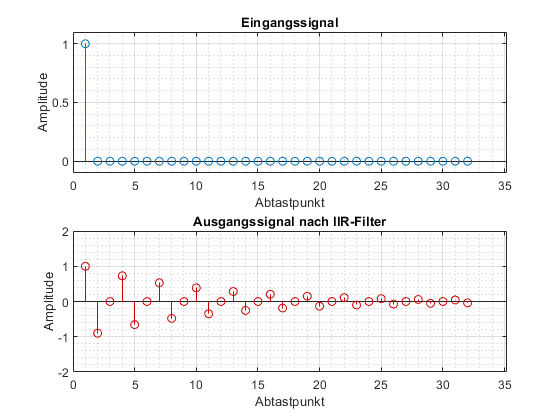 Eingangssignal
1
0.5
0
Amplitude
0 5 10 15 20 25 30 35
Abtastpunkt
Ausgangssignal nach IIR-Filter
2
1
0
-1
-2
Amplitude
0 5 10 15 20 25 30 35
Abtastpunkt